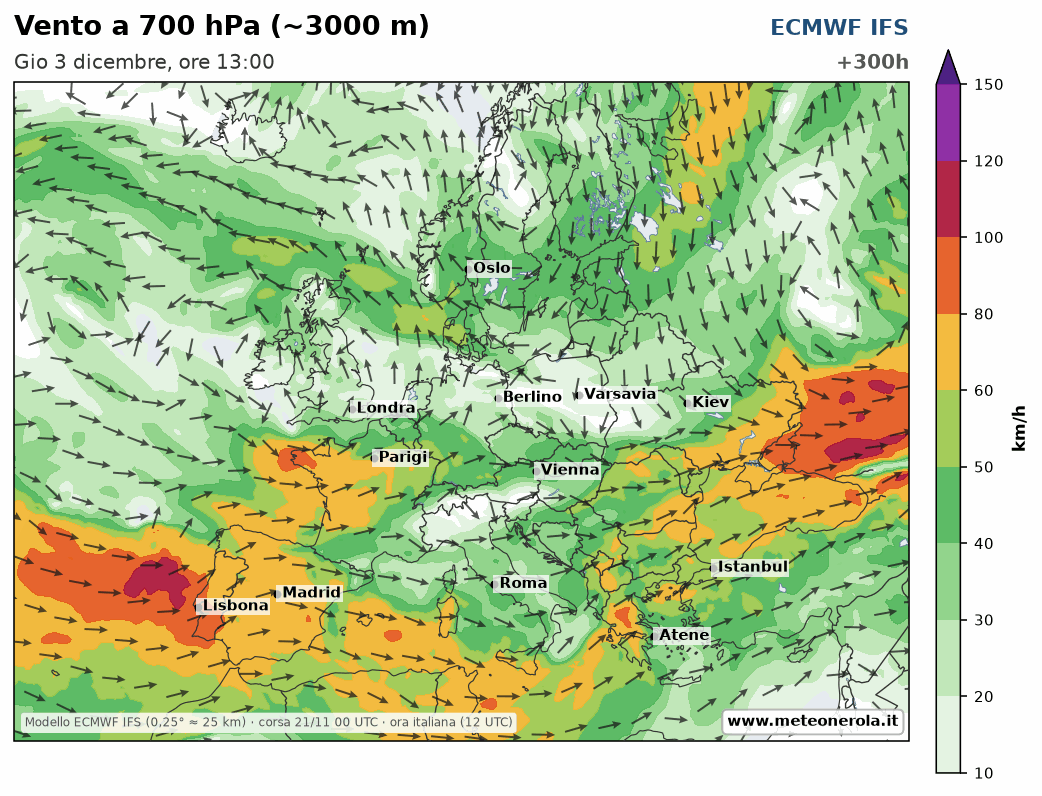 Vento a 700 hPa (~3000 m)
ECMWF IFS
Gio 3 dicembre, ore 13:00
+300h
150
120
100
80
60
50
40
30
20
10
km/h
Oslo
Berlino
Varsavia
Kiev
Londra
Parigi
Vienna
Istanbul
Roma
Madrid
Lisbona
Atene
Modello ECMWF IFS (0,25° ≈ 25 km) · corsa 21/11 00 UTC · ora italiana (12 UTC)
www.meteonerola.it